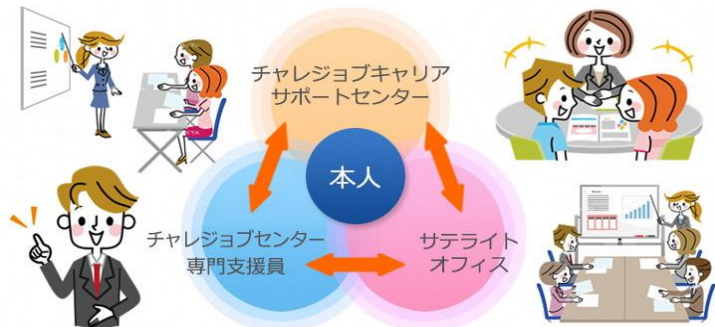 チャレジョブキャリア
サポートセンター
本人
チャレジョブセンター
専門支援員
サテライト
オフィス